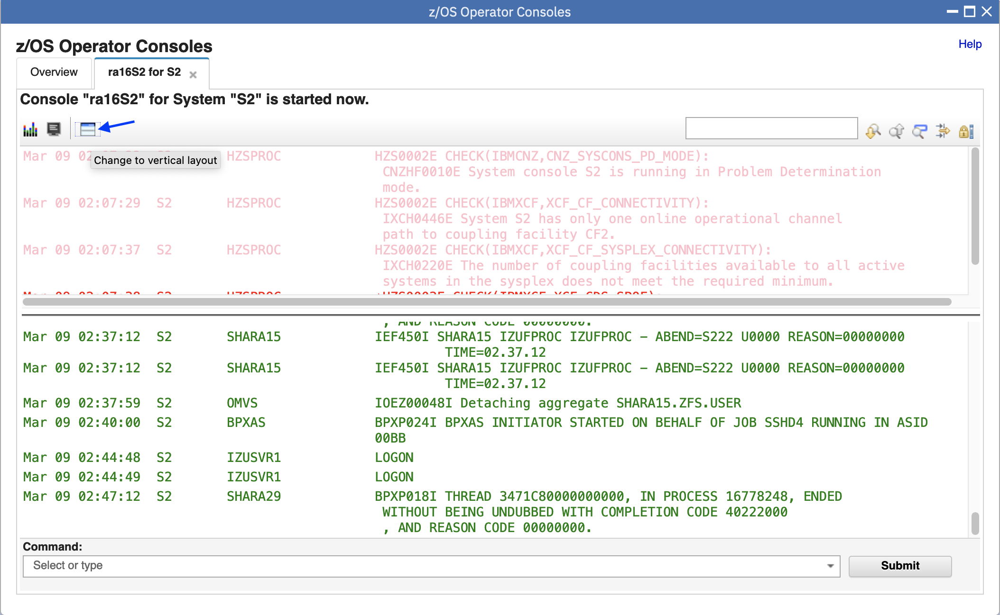 z/OS Operator Consoles
z/OS Operator Consoles
Help
Overview
ra16S2 for S2
Console "ra16S2" for System "S2" is started now.
Change to vertical layout
Mar 09 HZSPROC HZS0002E CHECK(IBMCNZ,CNZ_SYSCONS_PD_MODE):
CNZHF0010E System console S2 is running in Problem Determination
mode.
Mar 09 02:07:29 S2 HZSPROC HZS0002E CHECK(IBMXCF,XCF_CF_CONNECTIVITY):
IXCH0446E System S2 has only one online operational channel
path to coupling facility CF2.
Mar 09 02:07:37 S2 HZSPROC HZS0002E CHECK(IBMXCF,XCF_CF_SYSPLEX_CONNECTIVITY):
IXCH0220E The number of coupling facilities available to all active
systems in the sysplex does not meet the required minimum.
, AND REASON CODE 00000000.
Mar 09 02:37:12 S2 SHARA15 IEF450I SHARA15 IZUFPROC IZUFPROC – ABEND=S222 U0000 REASON=00000000
TIME=02.37.12
Mar 09 02:37:12 S2 SHARA15 IEF450I SHARA15 IZUFPROC IZUFPROC – ABEND=S222 U0000 REASON=00000000
TIME=02.37.12
Mar 09 02:37:59 S2 OMVS IOEZ00048I Detaching aggregate SHARA15.ZFS.USER
Mar 09 02:40:00 S2 BPXAS BPXP024I BPXAS INITIATOR STARTED ON BEHALF OF JOB SSHD4 RUNNING IN ASID
00BB
Mar 09 02:44:48 S2 IZUSVR1 LOGON
Mar 09 02:44:49 S2 IZUSVR1 LOGON
Mar 09 02:47:12 S2 SHARA29 BPXP018I THREAD 3471C80000000000, IN PROCESS 16778248, ENDED
WITHOUT BEING UNDUBBED WITH COMPLETION CODE 40222000
, AND REASON CODE 00000000.
Command:
Select or type
Submit